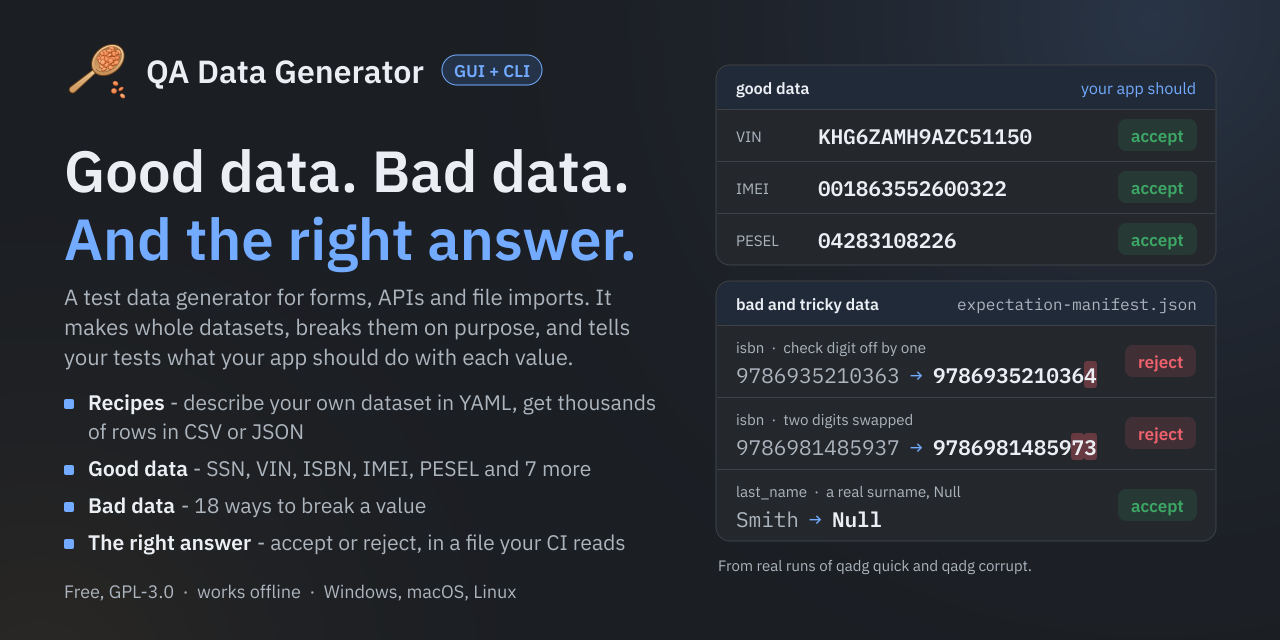 QA Data Generator
GUI + CLI
Good data. Bad data.
And the right answer.
A test data generator for forms, APIs and file imports. It
makes whole datasets, breaks them on purpose, and tells
your tests what your app should do with each value.
Recipes - describe your own dataset in YAML, get thousands
of rows in CSV or JSON
Good data - SSN, VIN, ISBN, IMEI, PESEL and 7 more
Bad data - 18 ways to break a value
The right answer - accept or reject, in a file your CI reads
Free, GPL-3.0 · works offline · Windows, macOS, Linux
good data your app should
VIN KHG6ZAMH9AZC51150 accept
IMEI 001863552600322 accept
PESEL 04283108226 accept
bad and tricky data expectation-manifest.json
isbn · check digit off by one
9786935210363 → 9786935210364 reject
isbn · two digits swapped
9786981485937 → 9786981485973 reject
last_name · a real surname, Null
Smith → Null accept
From real runs of qadg quick and qadg corrupt.